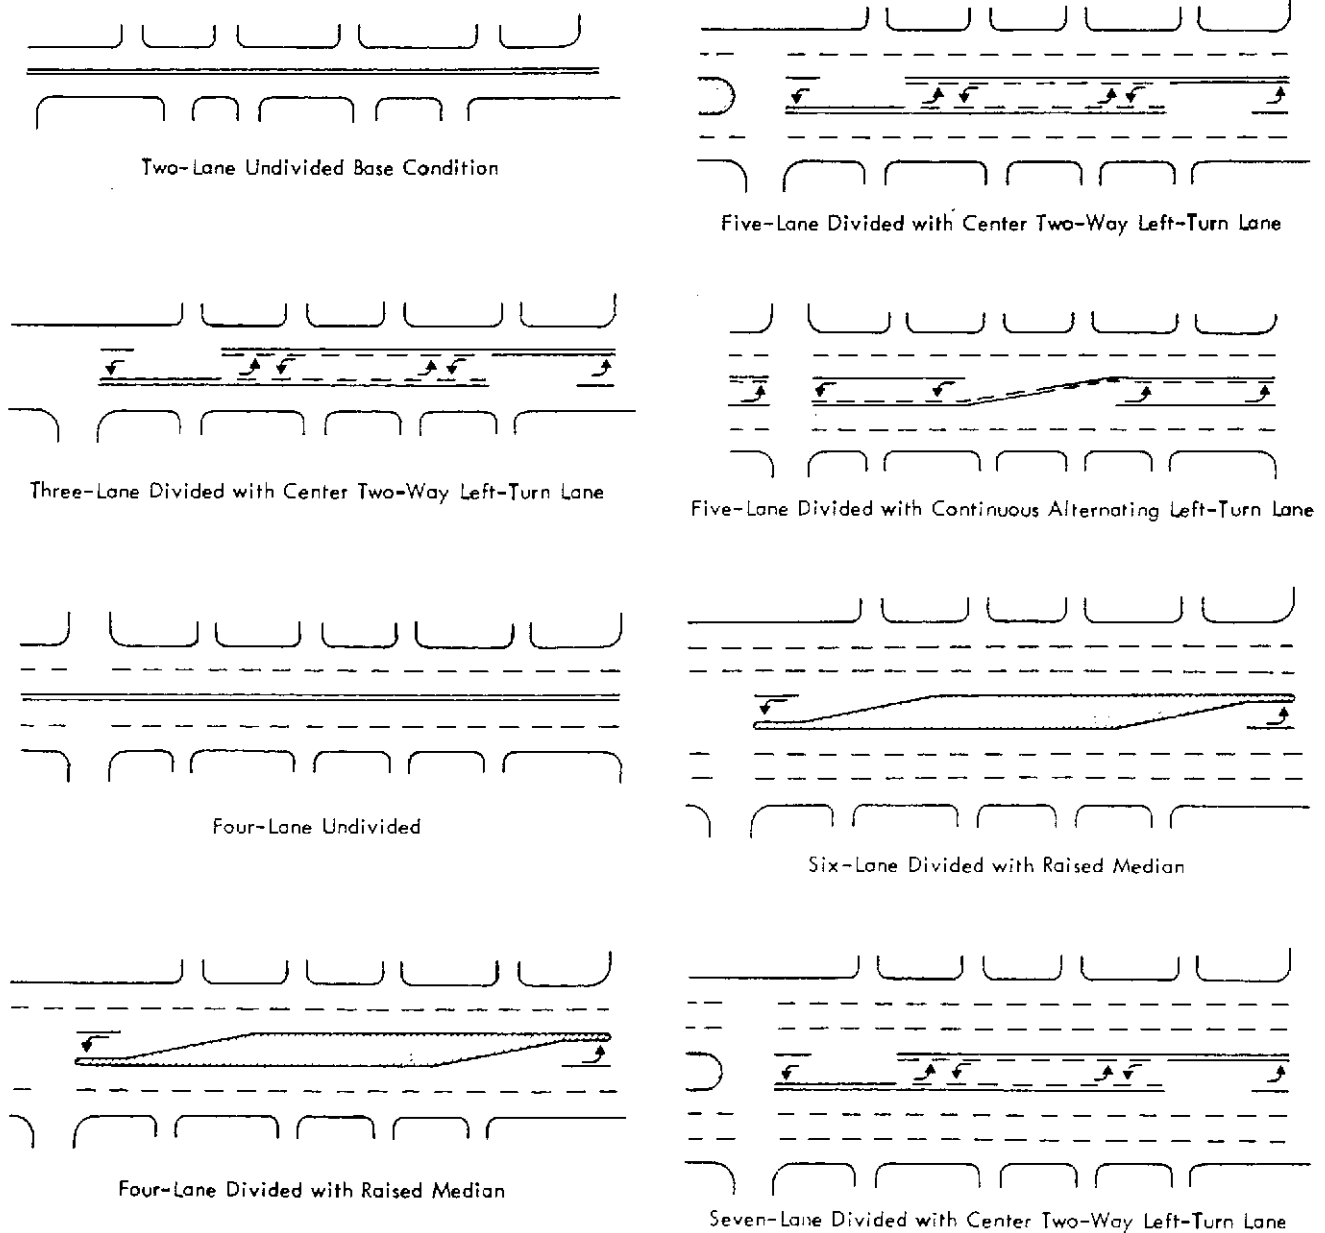 Two-Lane Undivided Base Condition
Five-Lane Divided with Center Two-Way Left-Turn Lane
Three-Lane Divided with Center Two-Way Left-Turn Lane
Five-Lane Divided with Continuous Alternating Left-Turn Lane
Four-Lane Undivided
Six-Lane Divided with Raised Median
Four-Lane Divided with Raised Median
Seven-Lane Divided with Center Two-Way Left-Turn Lane